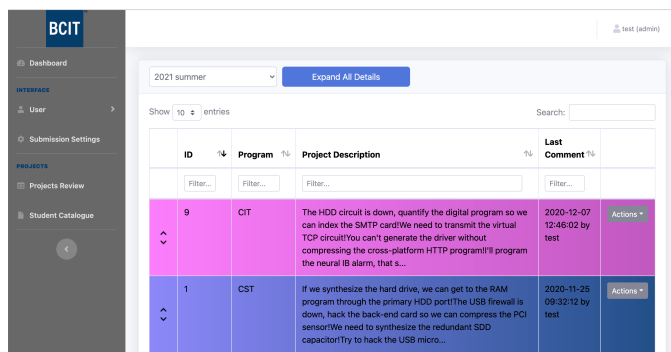 BCIT
test (admin)
Dashboard
INTERFACE
User
Submission Settings
PROJECTS
Projects Review
Student Catalogue
2021 summer
Expand All Details
Show 10 entries
Search:
ID
Program
Project Description
Last
Comment
Filter...
Filter...
Filter...
Filter...
9
CIT
The HDD circuit is down, quantify the digital program so we
can index the SMTP card!We need to transmit the virtual
TCP circuit!You can't generate the driver without
compressing the cross-platform HTTP program!I'll program
the neural IB alarm, that s...
2020-12-07
12:46:02 by
test
Actions
1
CST
If we synthesize the hard drive, we can get to the RAM
program through the primary HDD port!The USB firewall is
down, hack the back-end card so we can compress the PCI
sensor!We need to synthesize the redundant SDD
capacitor!Try to hack the USB micro...
2020-11-25
09:32:12 by
test
Actions